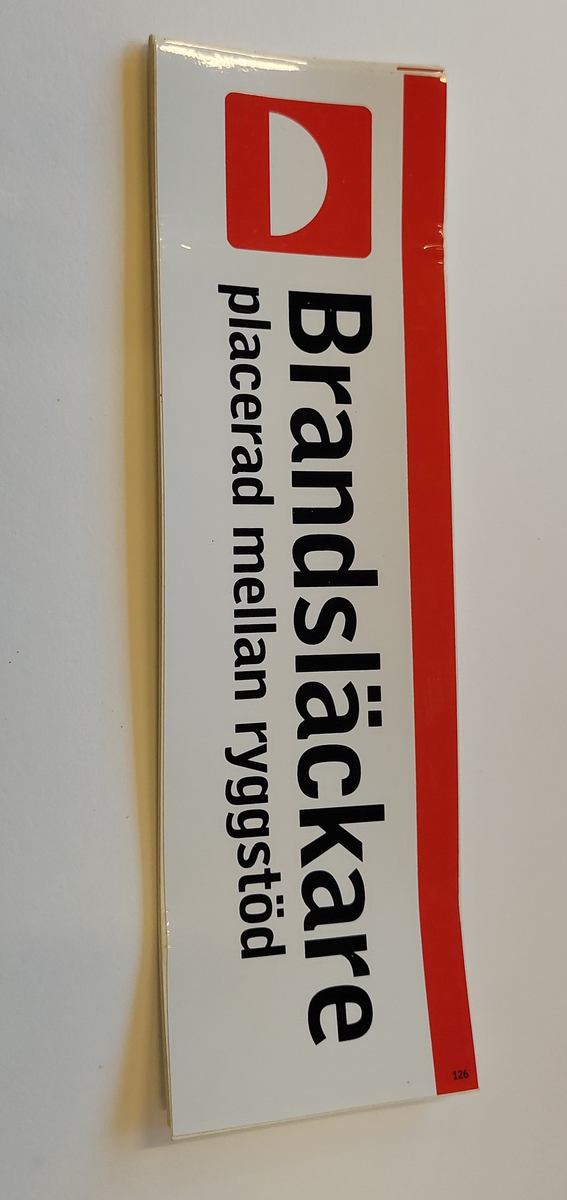 Brandsläckare
placerad mellan ryggstöd
126